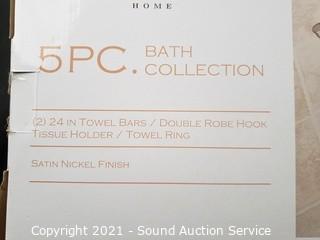 HOME
5PC. BATH
COLLECTION
(2) 24 IN TOWEL BARS / DOUBLE ROBE HOOK
TISSUE HOLDER / TOWEL RING
SATIN NICKEL FINISH
Copyright 2021 - Sound Auction Service